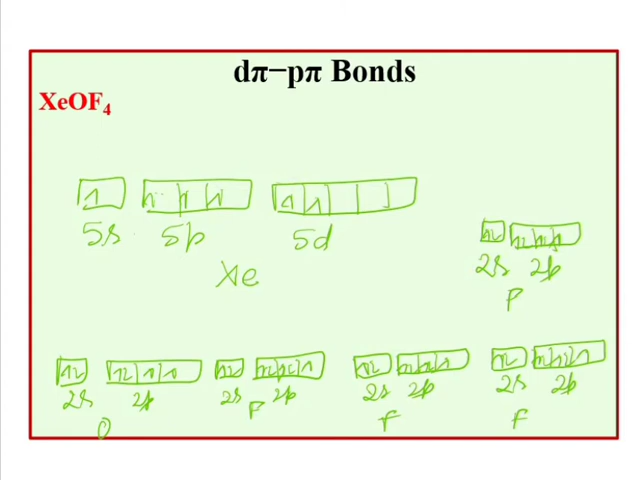 dπ−pπ Bonds
XeOF4
5s 5p 5d
Xe
2s 2p
F
2s 2p 2s 2p 2s 2p 2s 2p
O F F F